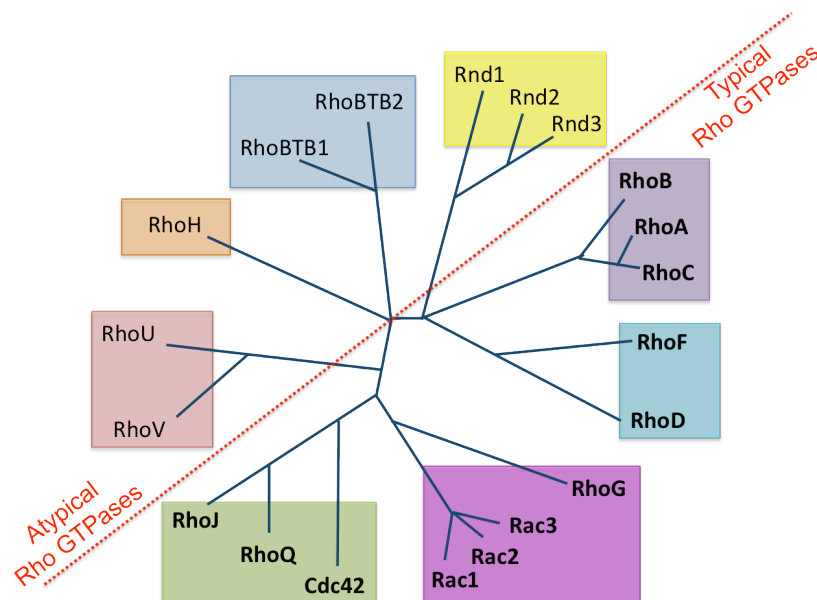 Typical
Rho GTPases
Rnd1
Rnd2
Rnd3
RhoBTB2
RhoBTB1
RhoB
RhoA
RhoC
RhoH
RhoU
RhoV
RhoF
RhoD
Atypical
Rho GTPases
RhoJ
RhoQ
Cdc42
RhoG
Rac3
Rac2
Rac1